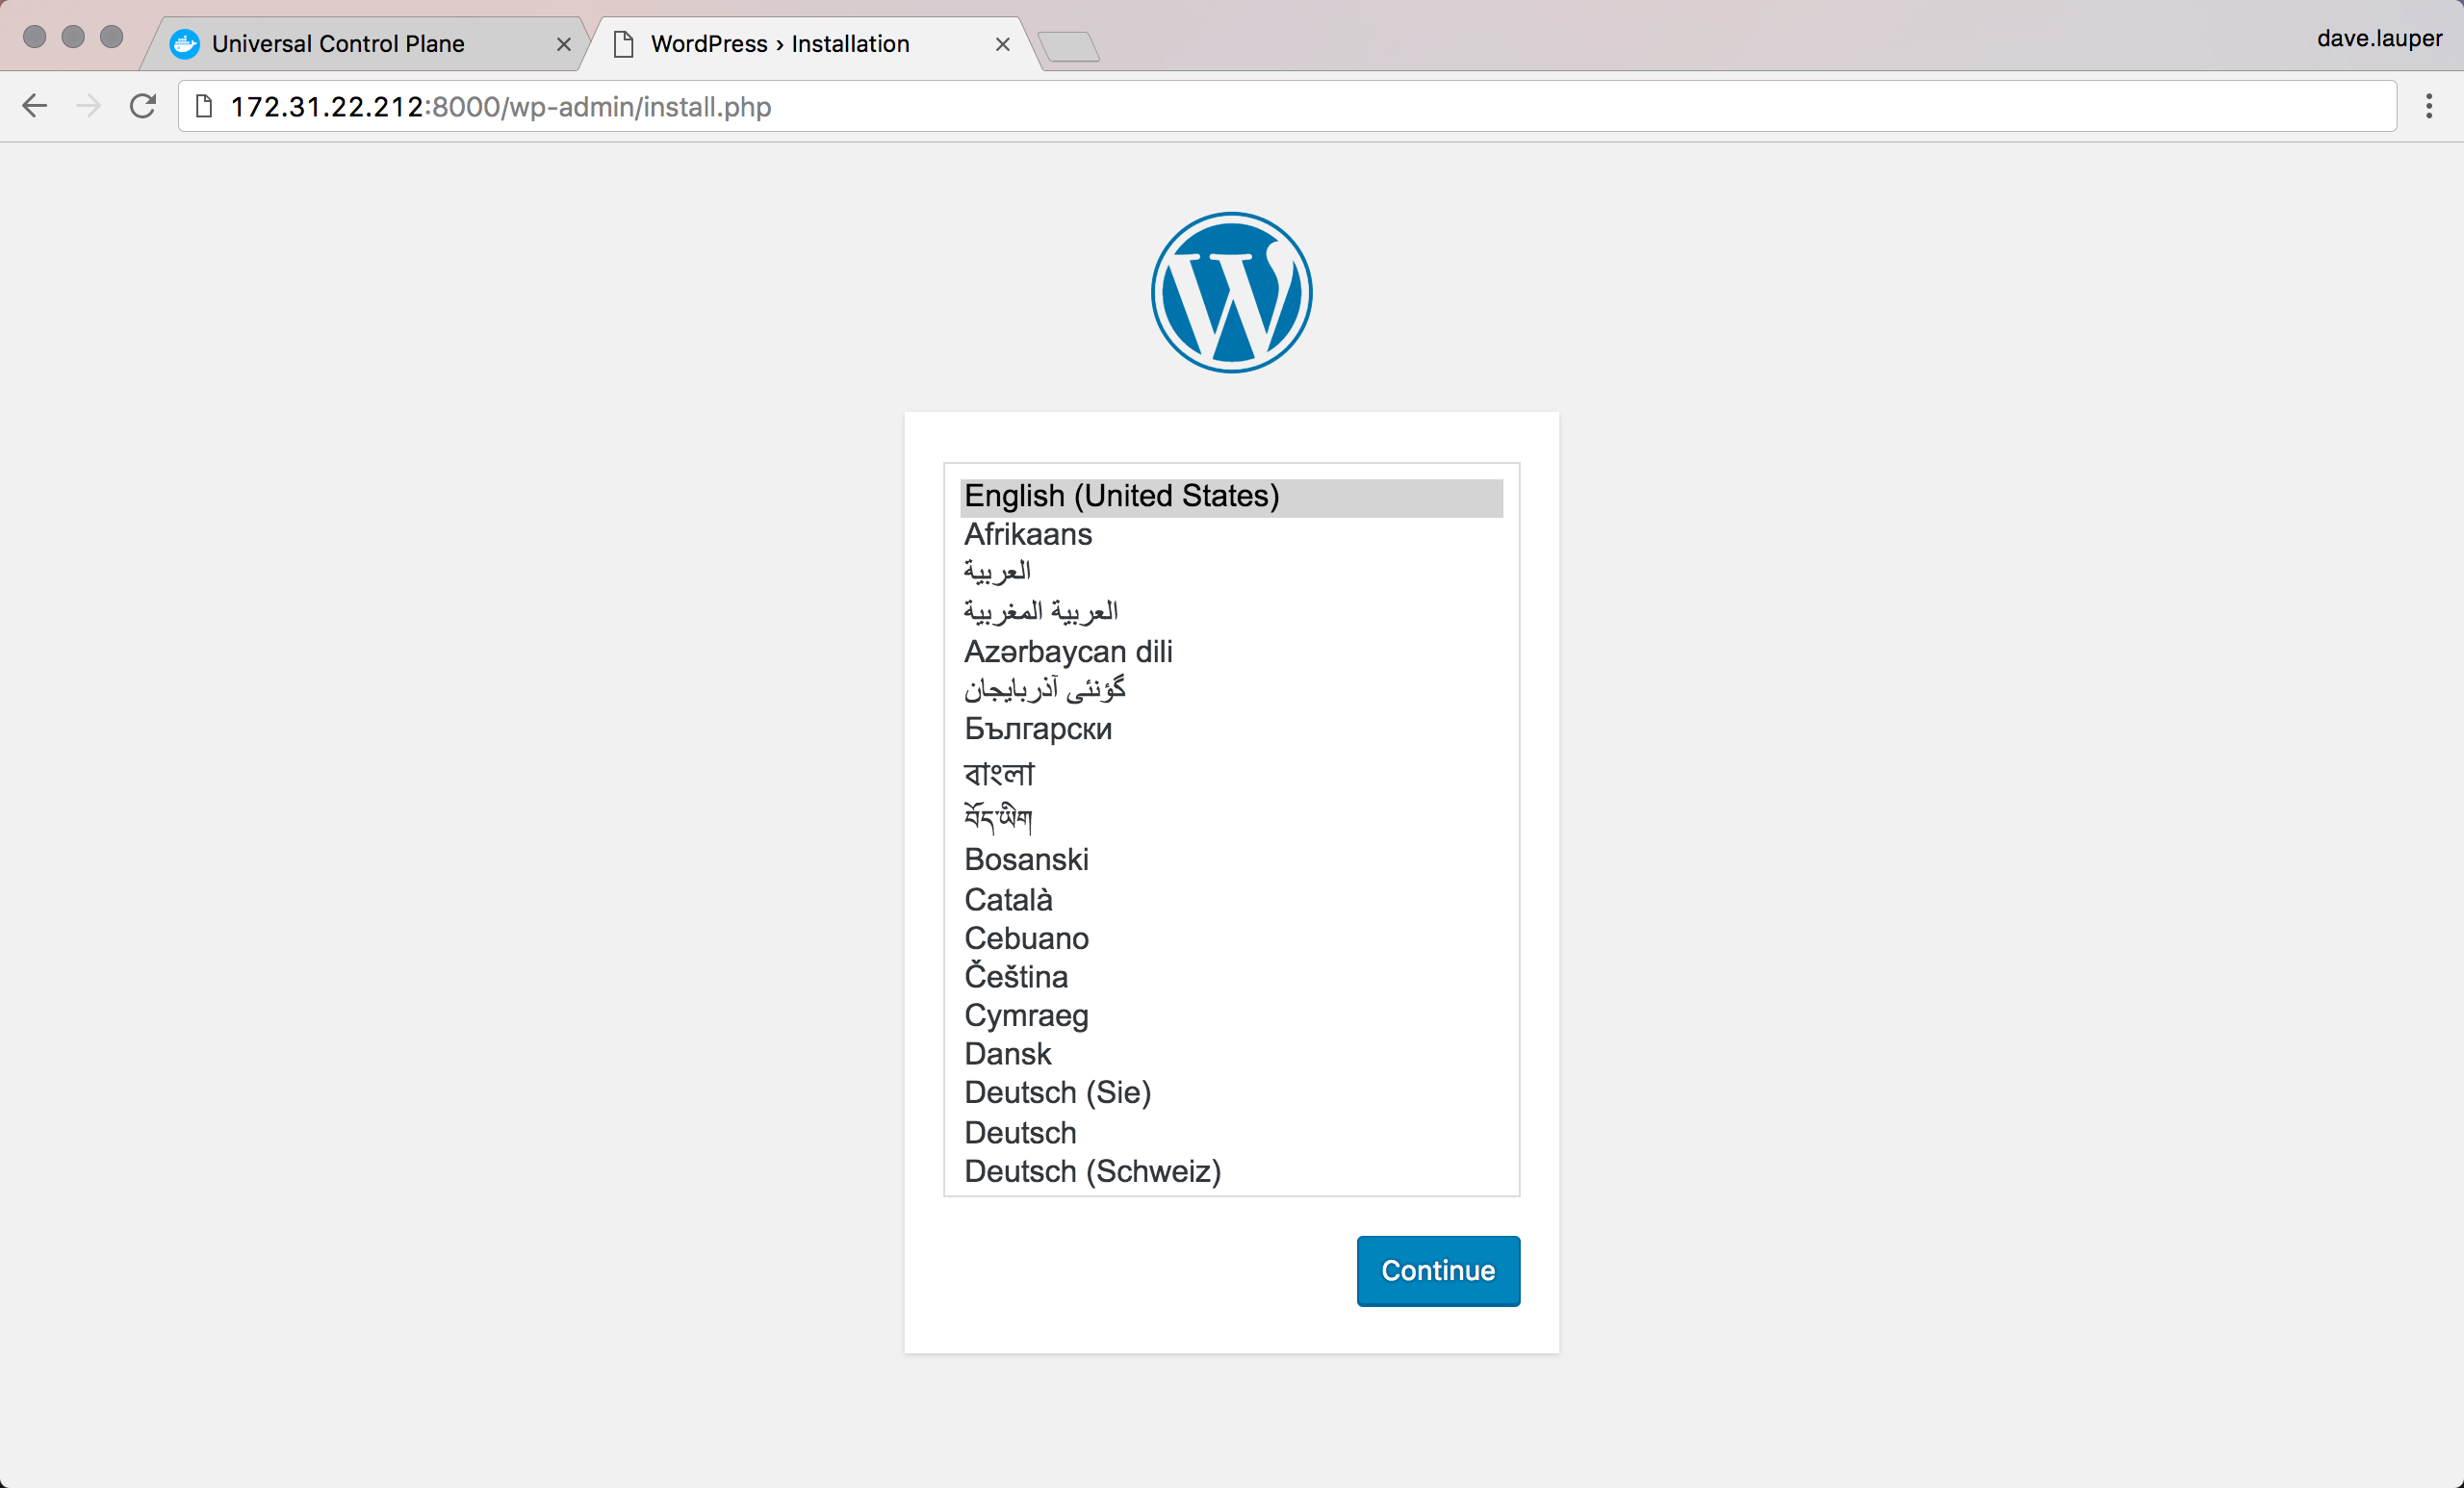 Universal Control Plane
WordPress › Installation
dave.lauper
172.31.22.212:8000/wp-admin/install.php
English (United States)
Afrikaans
العربية
العربية المغربية
Azərbaycan dili
گؤنئی آذربایجان
Български
বাংলা
བོད་ཡིག
Bosanski
Català
Cebuano
Čeština
Cymraeg
Dansk
Deutsch (Sie)
Deutsch
Deutsch (Schweiz)
Continue